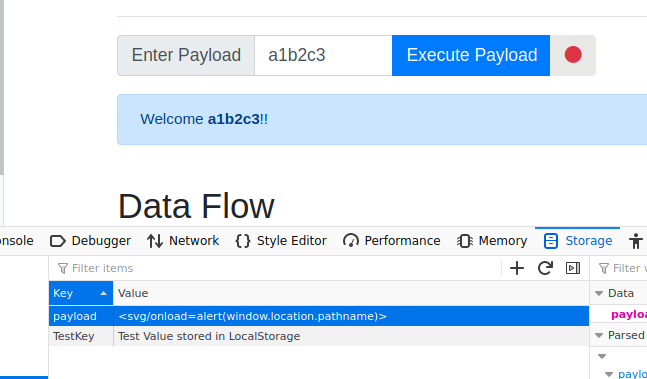 Enter Payload a1b2c3 Execute Payload
Welcome a1b2c3!!
Data Flow
onsole Debugger Network Style Editor Performance Memory Storage
Filter items Filter v
Key Value Data
payload <svg/onload=alert(window.location.pathname)> payloa
TestKey Test Value stored in LocalStorage Parsed
paylo